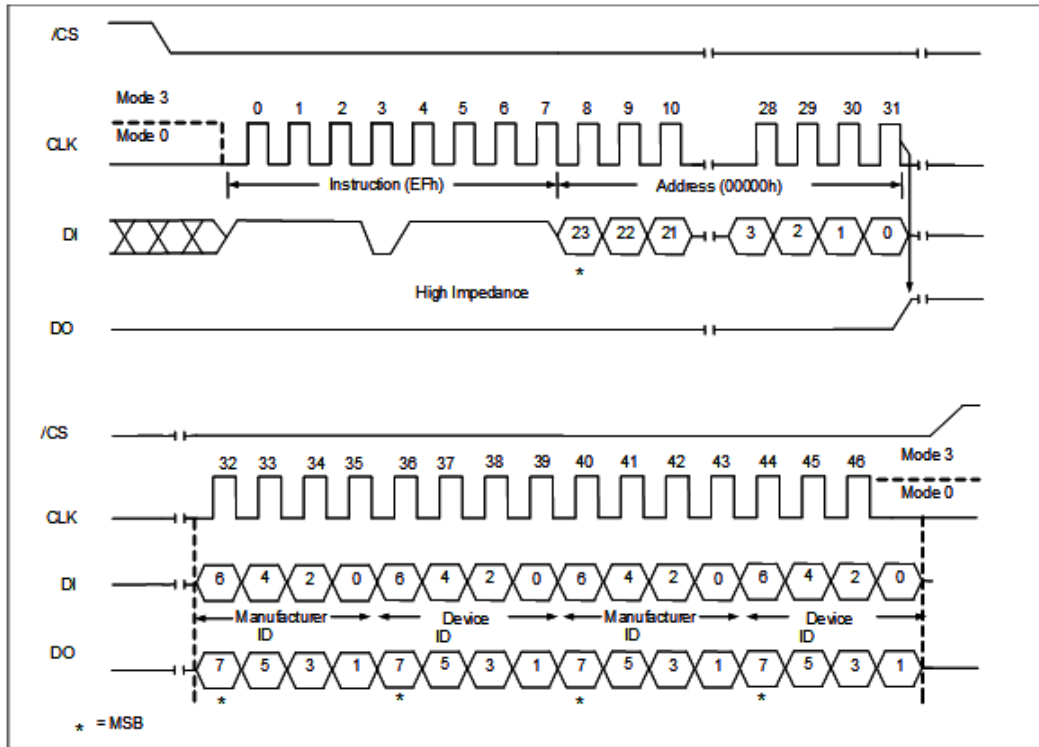 /CS
Mode 3
0 1 2 3 4 5 6 7 8 9 10 28 29 30 31
CLK
Mode 0
Instruction (EFh) Address (00000h)
DI 23 22 21 3 2 1 0
*
High Impedance
DO
/CS
32 33 34 35 36 37 38 39 40 41 42 43 44 45 46
Mode 3
CLK
Mode 0
DI 6 4 2 0 6 4 2 0 6 4 2 0 6 4 2 0
Manufacturer Device Manufacturer Device
ID ID ID ID
DO 7 5 3 1 7 5 3 1 7 5 3 1 7 5 3 1
* * * *
* = MSB